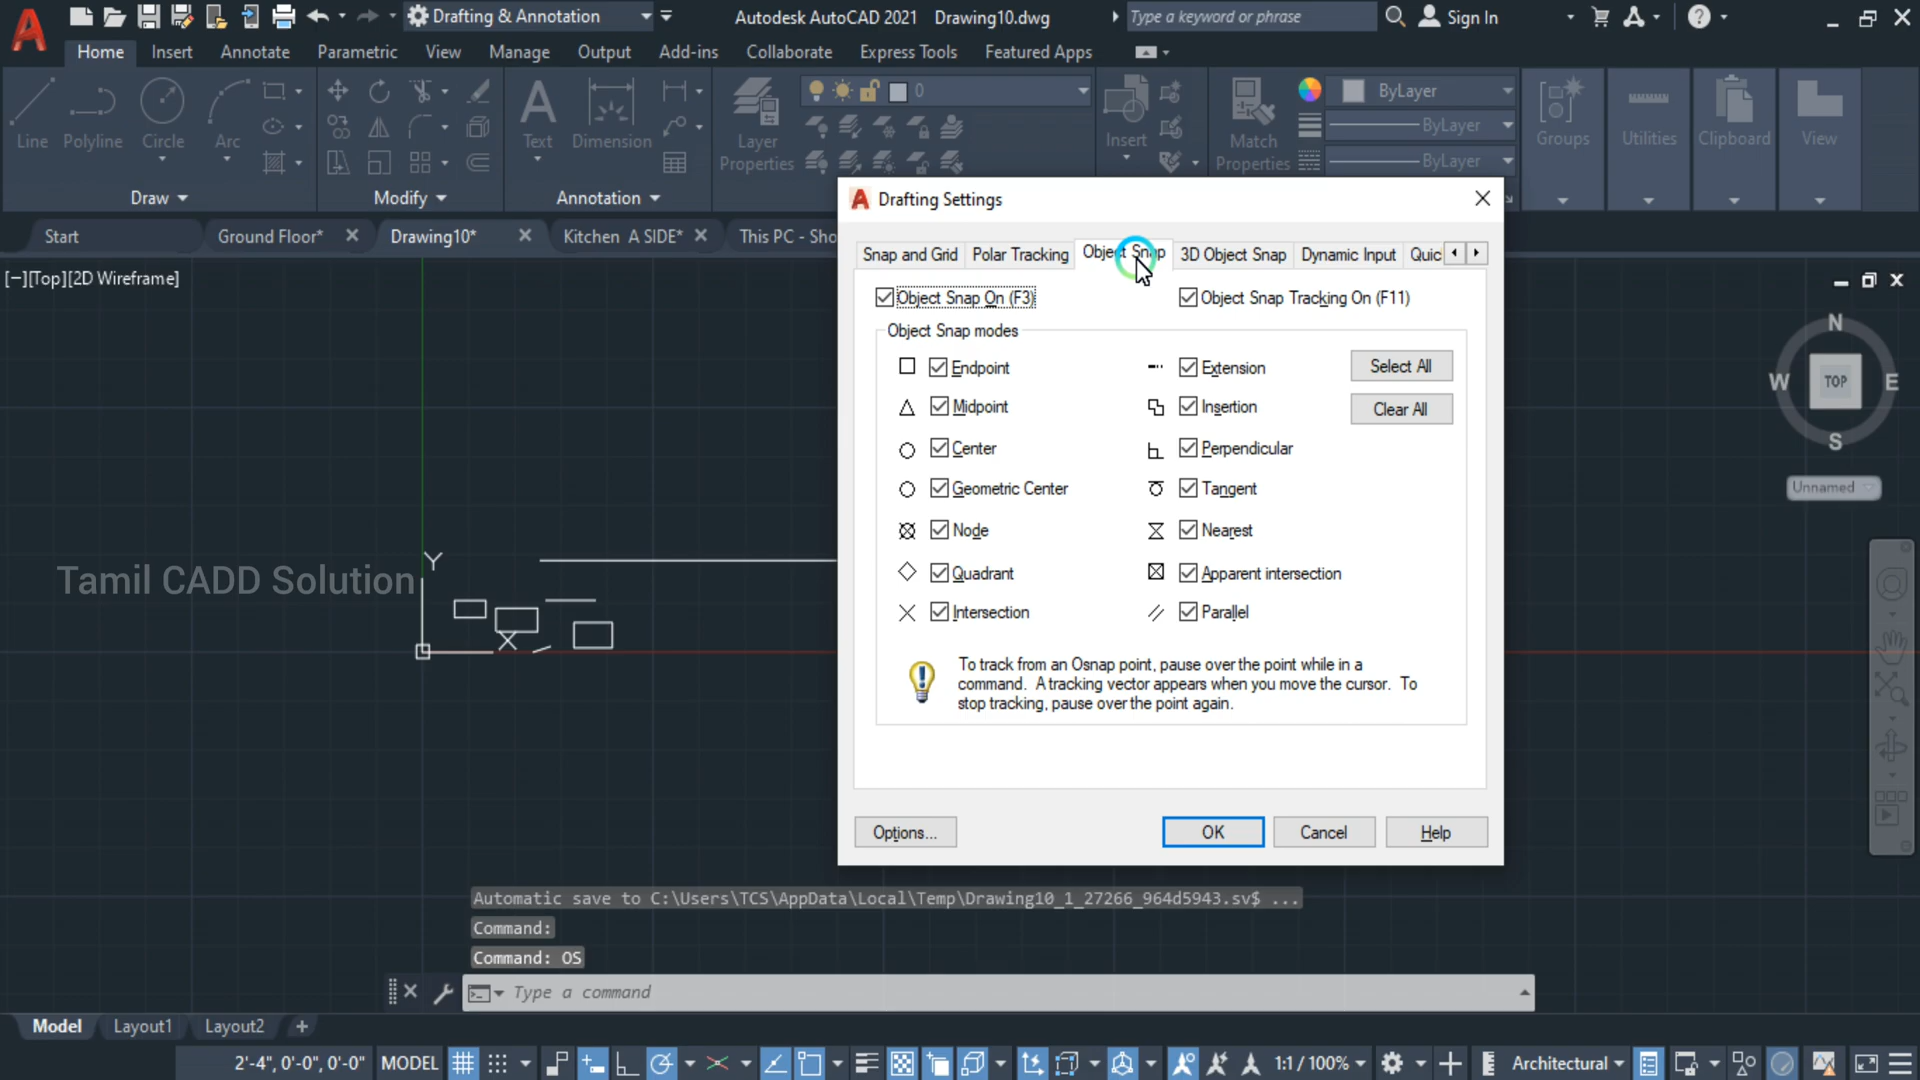 Drafting & Annotation
Autodesk AutoCAD 2021 Drawing10.dwg
Type a keyword or phrase
Sign In
Home Insert Annotate Parametric View Manage Output Add-ins Collaborate Express Tools Featured Apps
Line Polyline Circle Arc
Text Dimension
Layer Properties
0
Insert
Match Properties
ByLayer
ByLayer
ByLayer
Groups Utilities Clipboard View
Draw Modify Annotation
Start Ground Floor* Drawing10* Kitchen A SIDE* This PC - Sho
[−][Top][2D Wireframe]
Drafting Settings
Snap and Grid Polar Tracking Object Snap 3D Object Snap Dynamic Input Quic
Object Snap On (F3) Object Snap Tracking On (F11)
Object Snap modes
Endpoint Extension Select All
Midpoint Insertion Clear All
Center Perpendicular
Geometric Center Tangent
Node Nearest
Quadrant Apparent intersection
Intersection Parallel
To track from an Osnap point, pause over the point while in a
command. A tracking vector appears when you move the cursor. To
stop tracking, pause over the point again.
Options... OK Cancel Help
N
W TOP E
S
Unnamed
Y
Tamil CADD Solution
Automatic save to C:\Users\TCS\AppData\Local\Temp\Drawing10_1_27266_964d5943.sv$ ...
Command:
Command: OS
Type a command
Model Layout1 Layout2 +
2'-4", 0'-0", 0'-0" MODEL 1:1 / 100% Architectural